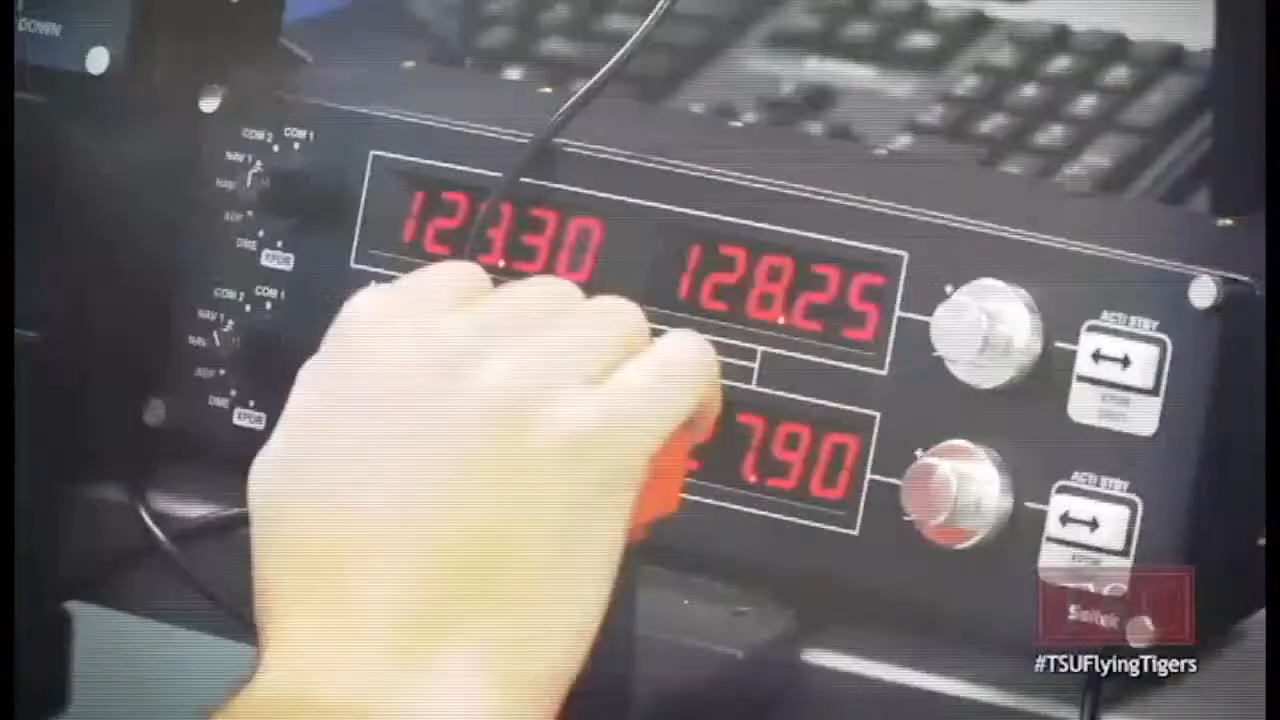 DOWN
COM 2 COM 1
NAV 1
ADF
DME XPDR
123.30 128.25
ACT/ STBY
COM 2 COM 1
NAV 1
ADF
DME XPDR
7.90
ACT/ STBY
Saitek
#TSUFlyingTigers